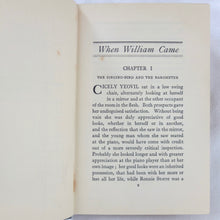 When William Came
CHAPTER I
THE SINGING-BIRD AND THE BAROMETER
CICELY YEOVIL sat in a low swing
chair, alternately looking at herself
in a mirror and at the other occupant
of the room in the flesh. Both prospects gave
her undisguised satisfaction. Without being
vain she was duly appreciative of good
looks, whether in herself or in another,
and the reflection that she saw in the mirror,
and the young man whom she saw seated
at the piano, would have come with credit
out of a more severely critical inspection.
Probably she looked longer and with greater
appreciation at the piano player than at her
own image; her good looks were an inherited
possession, that had been with her more or
less all her life, while Ronnie Storre was a